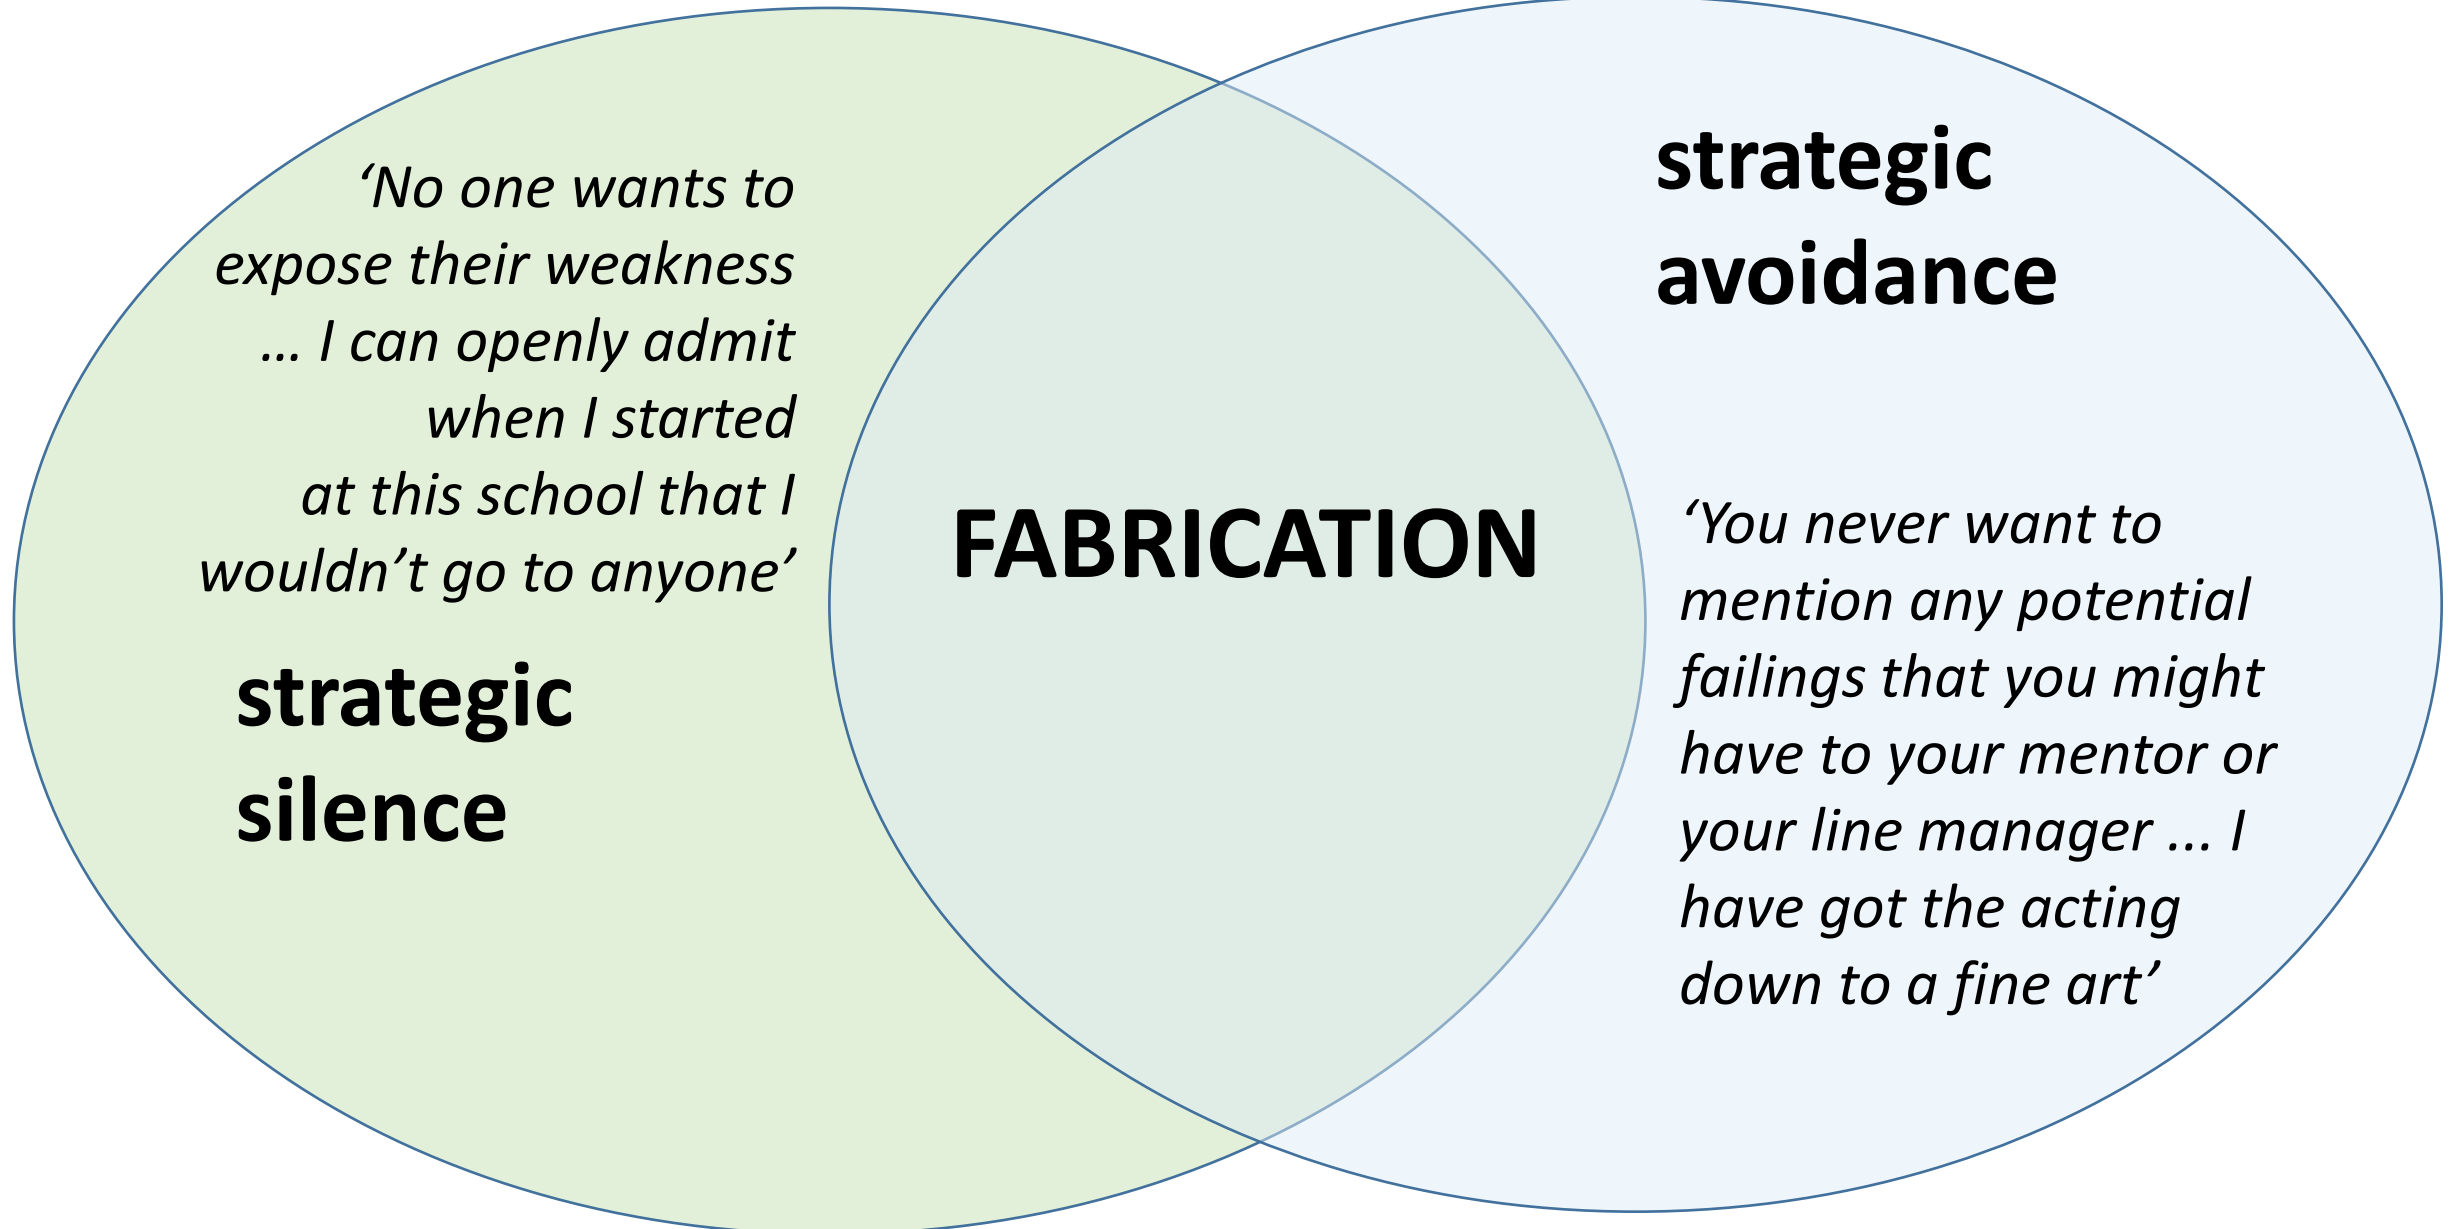 ‘No one wants to
expose their weakness
... I can openly admit
when I started
at this school that I
wouldn’t go to anyone’
strategic
silence
FABRICATION
strategic
avoidance
‘You never want to
mention any potential
failings that you might
have to your mentor or
your line manager ... I
have got the acting
down to a fine art’